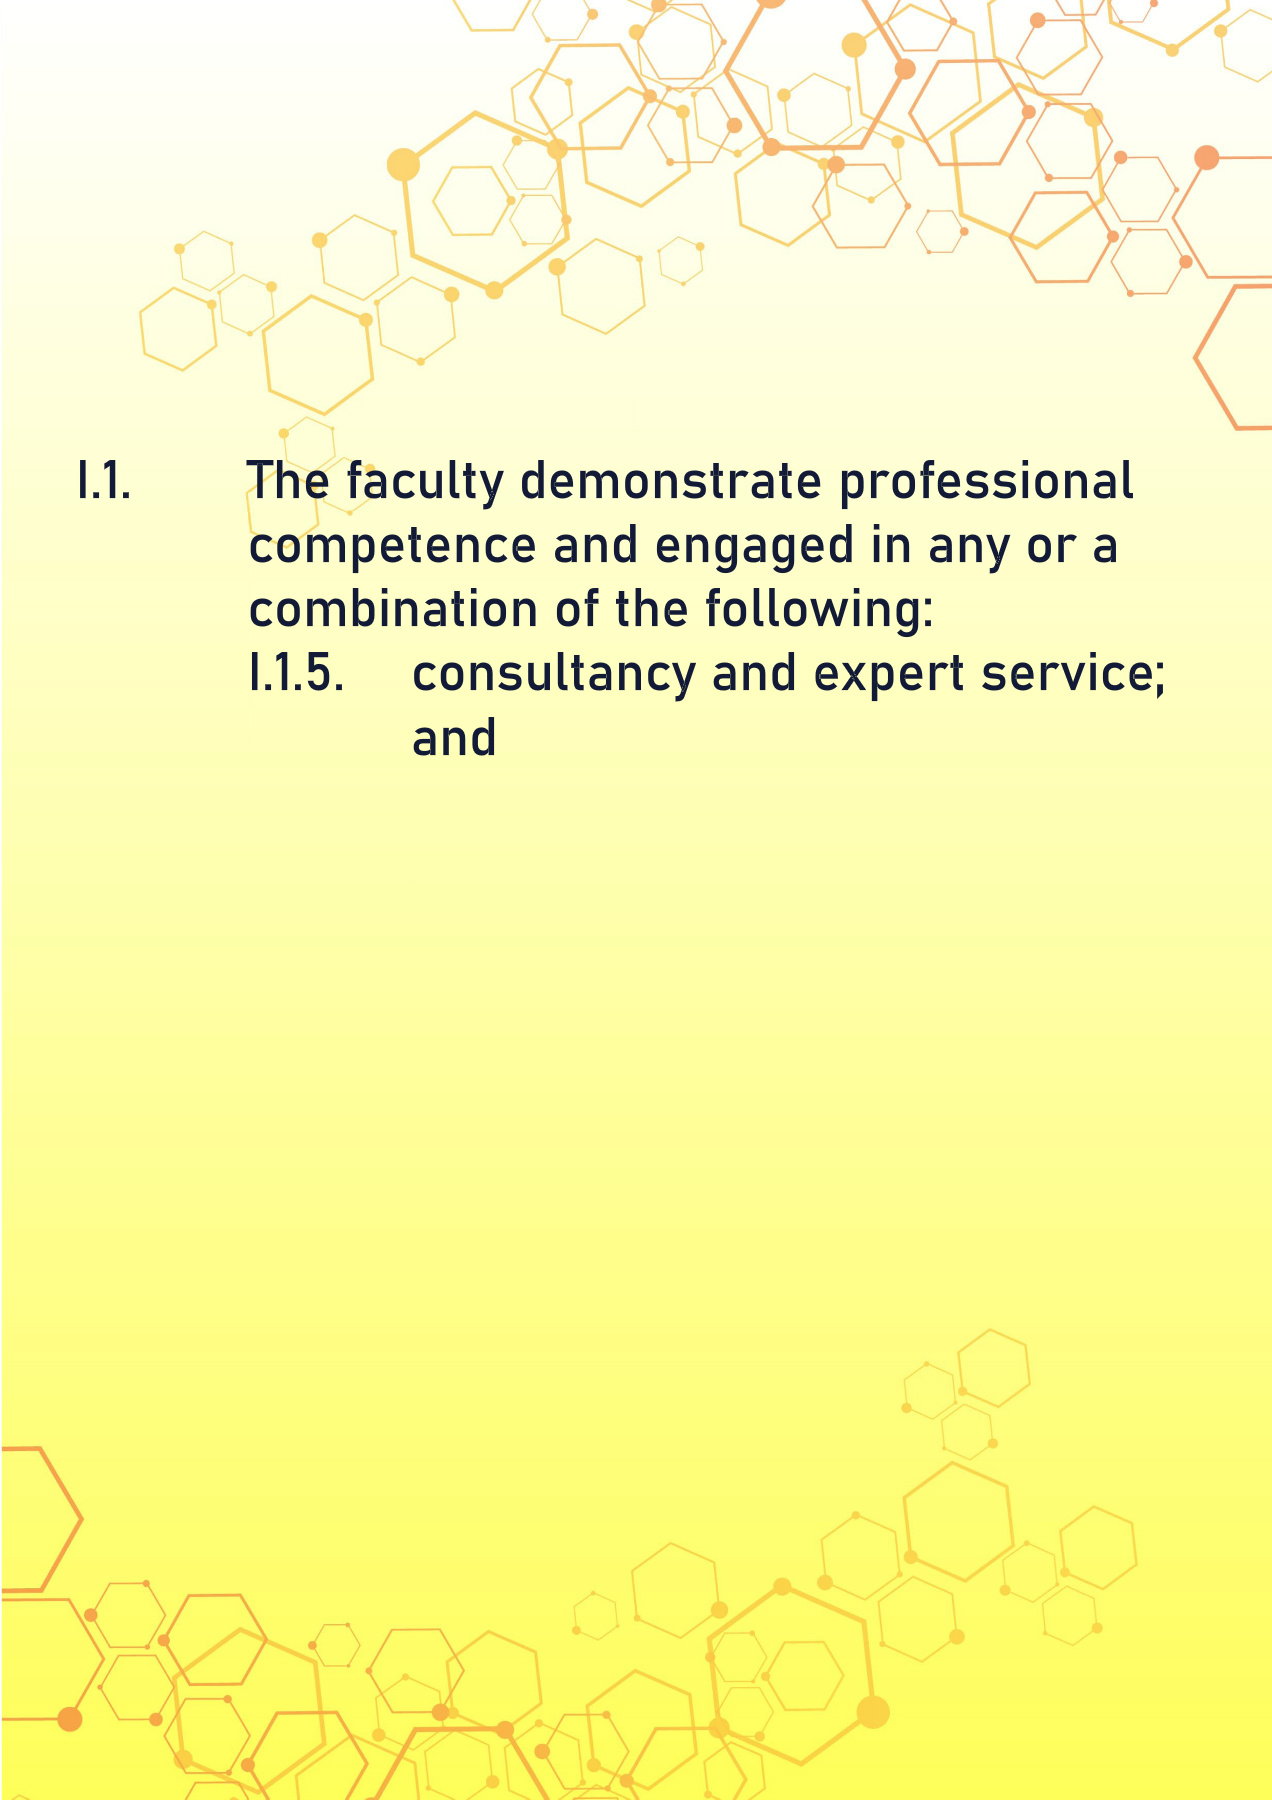 I.1. The faculty demonstrate professional
competence and engaged in any or a
combination of the following:
I.1.5. consultancy and expert service;
and